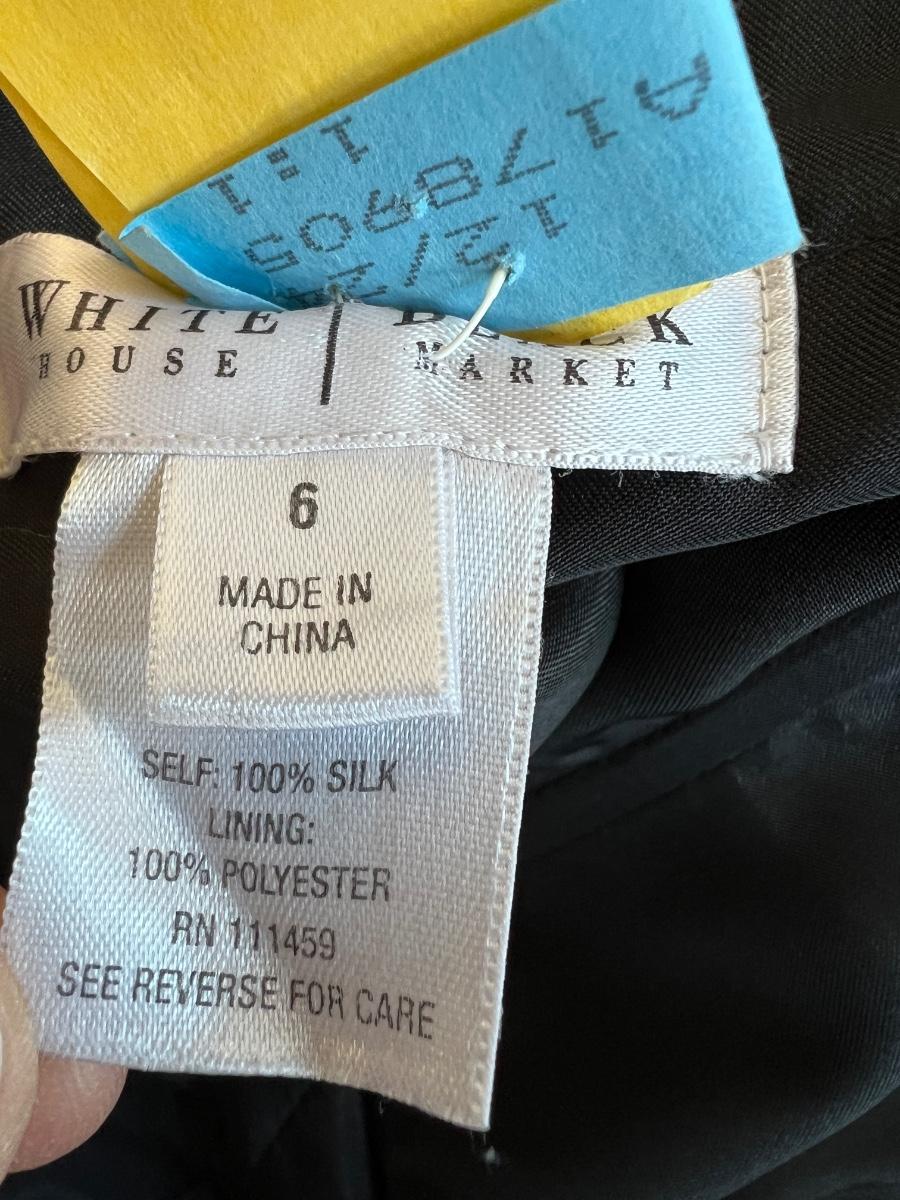 WHITE
HOUSE
BLACK
MARKET
6
MADE IN
CHINA
SELF: 100% SILK
LINING:
100% POLYESTER
RN 111459
SEE REVERSE FOR CARE